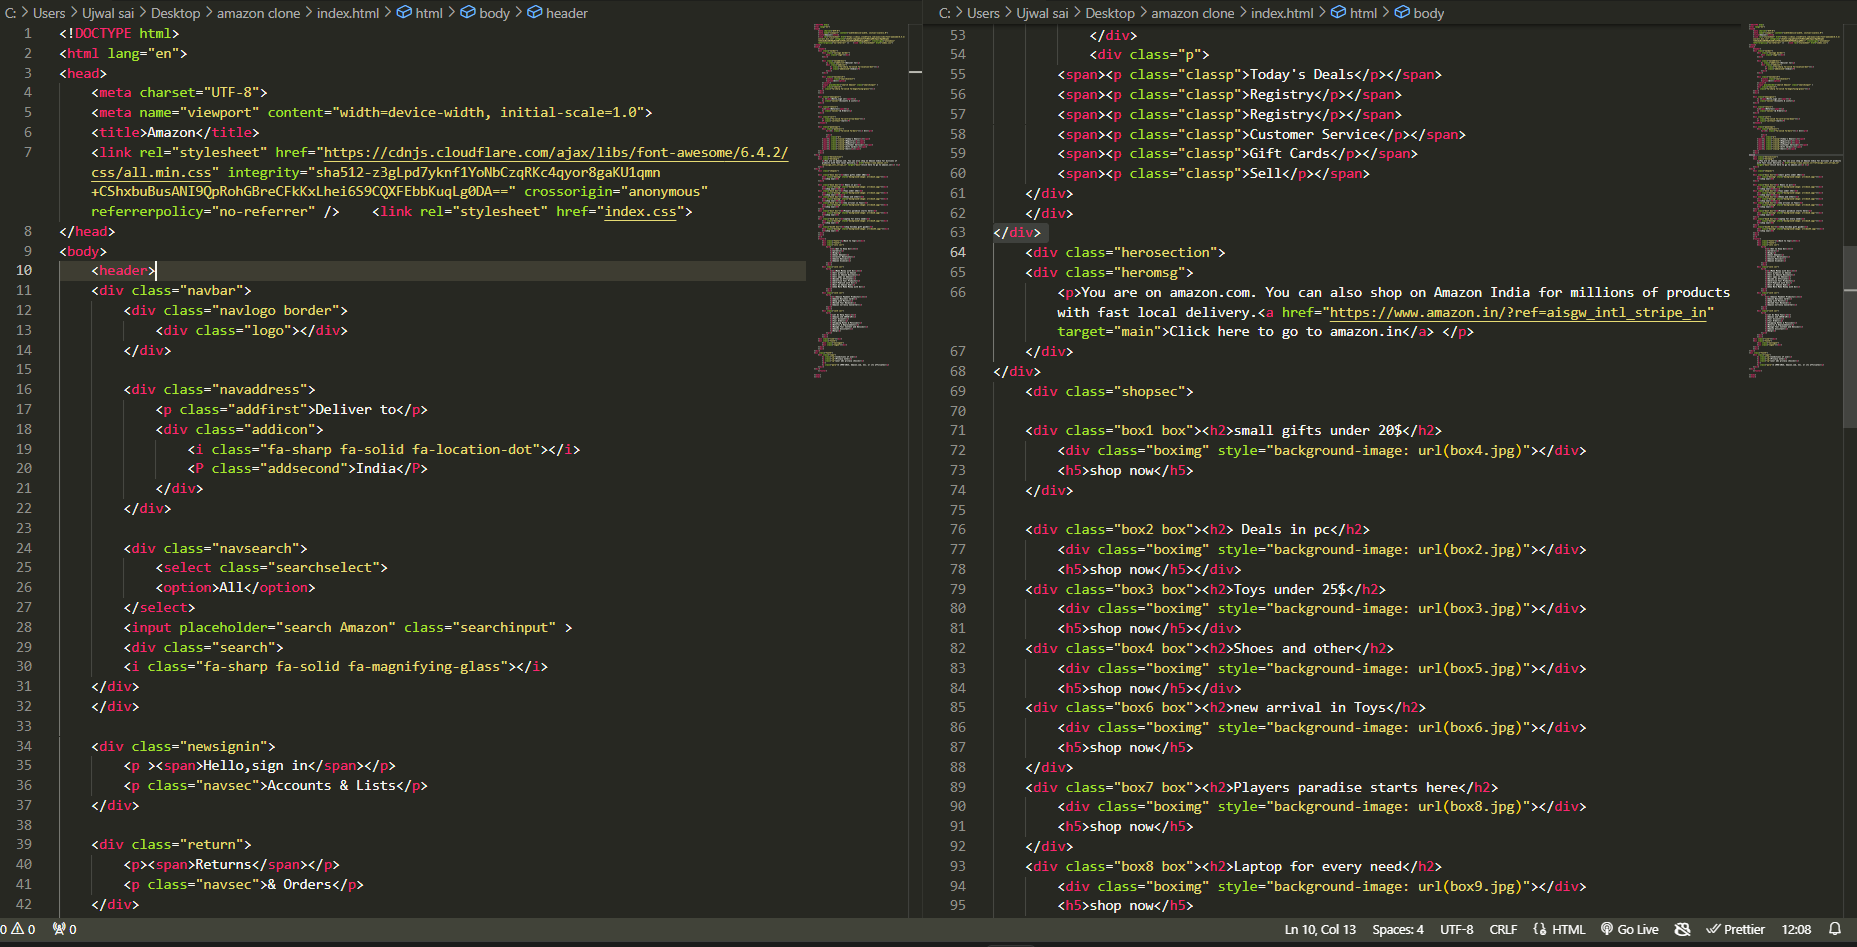 C: > Users > Ujwal sai > Desktop > amazon clone > index.html > html > body > header
1 <!DOCTYPE html>
2 <html lang="en">
3 <head>
4 <meta charset="UTF-8">
5 <meta name="viewport" content="width=device-width, initial-scale=1.0">
6 <title>Amazon</title>
7 <link rel="stylesheet" href="https://cdnjs.cloudflare.com/ajax/libs/font-awesome/6.4.2/
css/all.min.css" integrity="sha512-z3gLpd7yknf1YoNbCzqRKc4qyor8gaKU1qmn
+CShxbuBusANI9QpRohGBreCFkKxLhei6S9CQXFEbbKuqLg0DA==" crossorigin="anonymous"
referrerpolicy="no-referrer" /> <link rel="stylesheet" href="index.css">
8 </head>
9 <body>
10 <header>
11 <div class="navbar">
12 <div class="navlogo border">
13 <div class="logo"></div>
14 </div>
15
16 <div class="navaddress">
17 <p class="addfirst">Deliver to</p>
18 <div class="addicon">
19 <i class="fa-sharp fa-solid fa-location-dot"></i>
20 <P class="addsecond">India</P>
21 </div>
22 </div>
23
24 <div class="navsearch">
25 <select class="searchselect">
26 <option>All</option>
27 </select>
28 <input placeholder="search Amazon" class="searchinput" >
29 <div class="search">
30 <i class="fa-sharp fa-solid fa-magnifying-glass"></i>
31 </div>
32 </div>
33
34 <div class="newsignin">
35 <p ><span>Hello,sign in</span></p>
36 <p class="navsec">Accounts & Lists</p>
37 </div>
38
39 <div class="return">
40 <p><span>Returns</span></p>
41 <p class="navsec">& Orders</p>
42 </div>
C: > Users > Ujwal sai > Desktop > amazon clone > index.html > html > body
53 </div>
54 <div class="p">
55 <span><p class="classp">Today's Deals</p></span>
56 <span><p class="classp">Registry</p></span>
57 <span><p class="classp">Registry</p></span>
58 <span><p class="classp">Customer Service</p></span>
59 <span><p class="classp">Gift Cards</p></span>
60 <span><p class="classp">Sell</p></span>
61 </div>
62 </div>
63 </div>
64 <div class="herosection">
65 <div class="heromsg">
66 <p>You are on amazon.com. You can also shop on Amazon India for millions of products
with fast local delivery.<a href="https://www.amazon.in/?ref=aisgw_intl_stripe_in"
target="main">Click here to go to amazon.in</a> </p>
67 </div>
68 </div>
69 <div class="shopsec">
70
71 <div class="box1 box"><h2>small gifts under 20$</h2>
72 <div class="boximg" style="background-image: url(box4.jpg)"></div>
73 <h5>shop now</h5>
74 </div>
75
76 <div class="box2 box"><h2> Deals in pc</h2>
77 <div class="boximg" style="background-image: url(box2.jpg)"></div>
78 <h5>shop now</h5></div>
79 <div class="box3 box"><h2>Toys under 25$</h2>
80 <div class="boximg" style="background-image: url(box3.jpg)"></div>
81 <h5>shop now</h5></div>
82 <div class="box4 box"><h2>Shoes and other</h2>
83 <div class="boximg" style="background-image: url(box5.jpg)"></div>
84 <h5>shop now</h5></div>
85 <div class="box6 box"><h2>new arrival in Toys</h2>
86 <div class="boximg" style="background-image: url(box6.jpg)"></div>
87 <h5>shop now</h5>
88 </div>
89 <div class="box7 box"><h2>Players paradise starts here</h2>
90 <div class="boximg" style="background-image: url(box8.jpg)"></div>
91 <h5>shop now</h5>
92 </div>
93 <div class="box8 box"><h2>Laptop for every need</h2>
94 <div class="boximg" style="background-image: url(box9.jpg)"></div>
95 <h5>shop now</h5>
0 0 0 Ln 10, Col 13 Spaces: 4 UTF-8 CRLF {} HTML Go Live Prettier 12:08